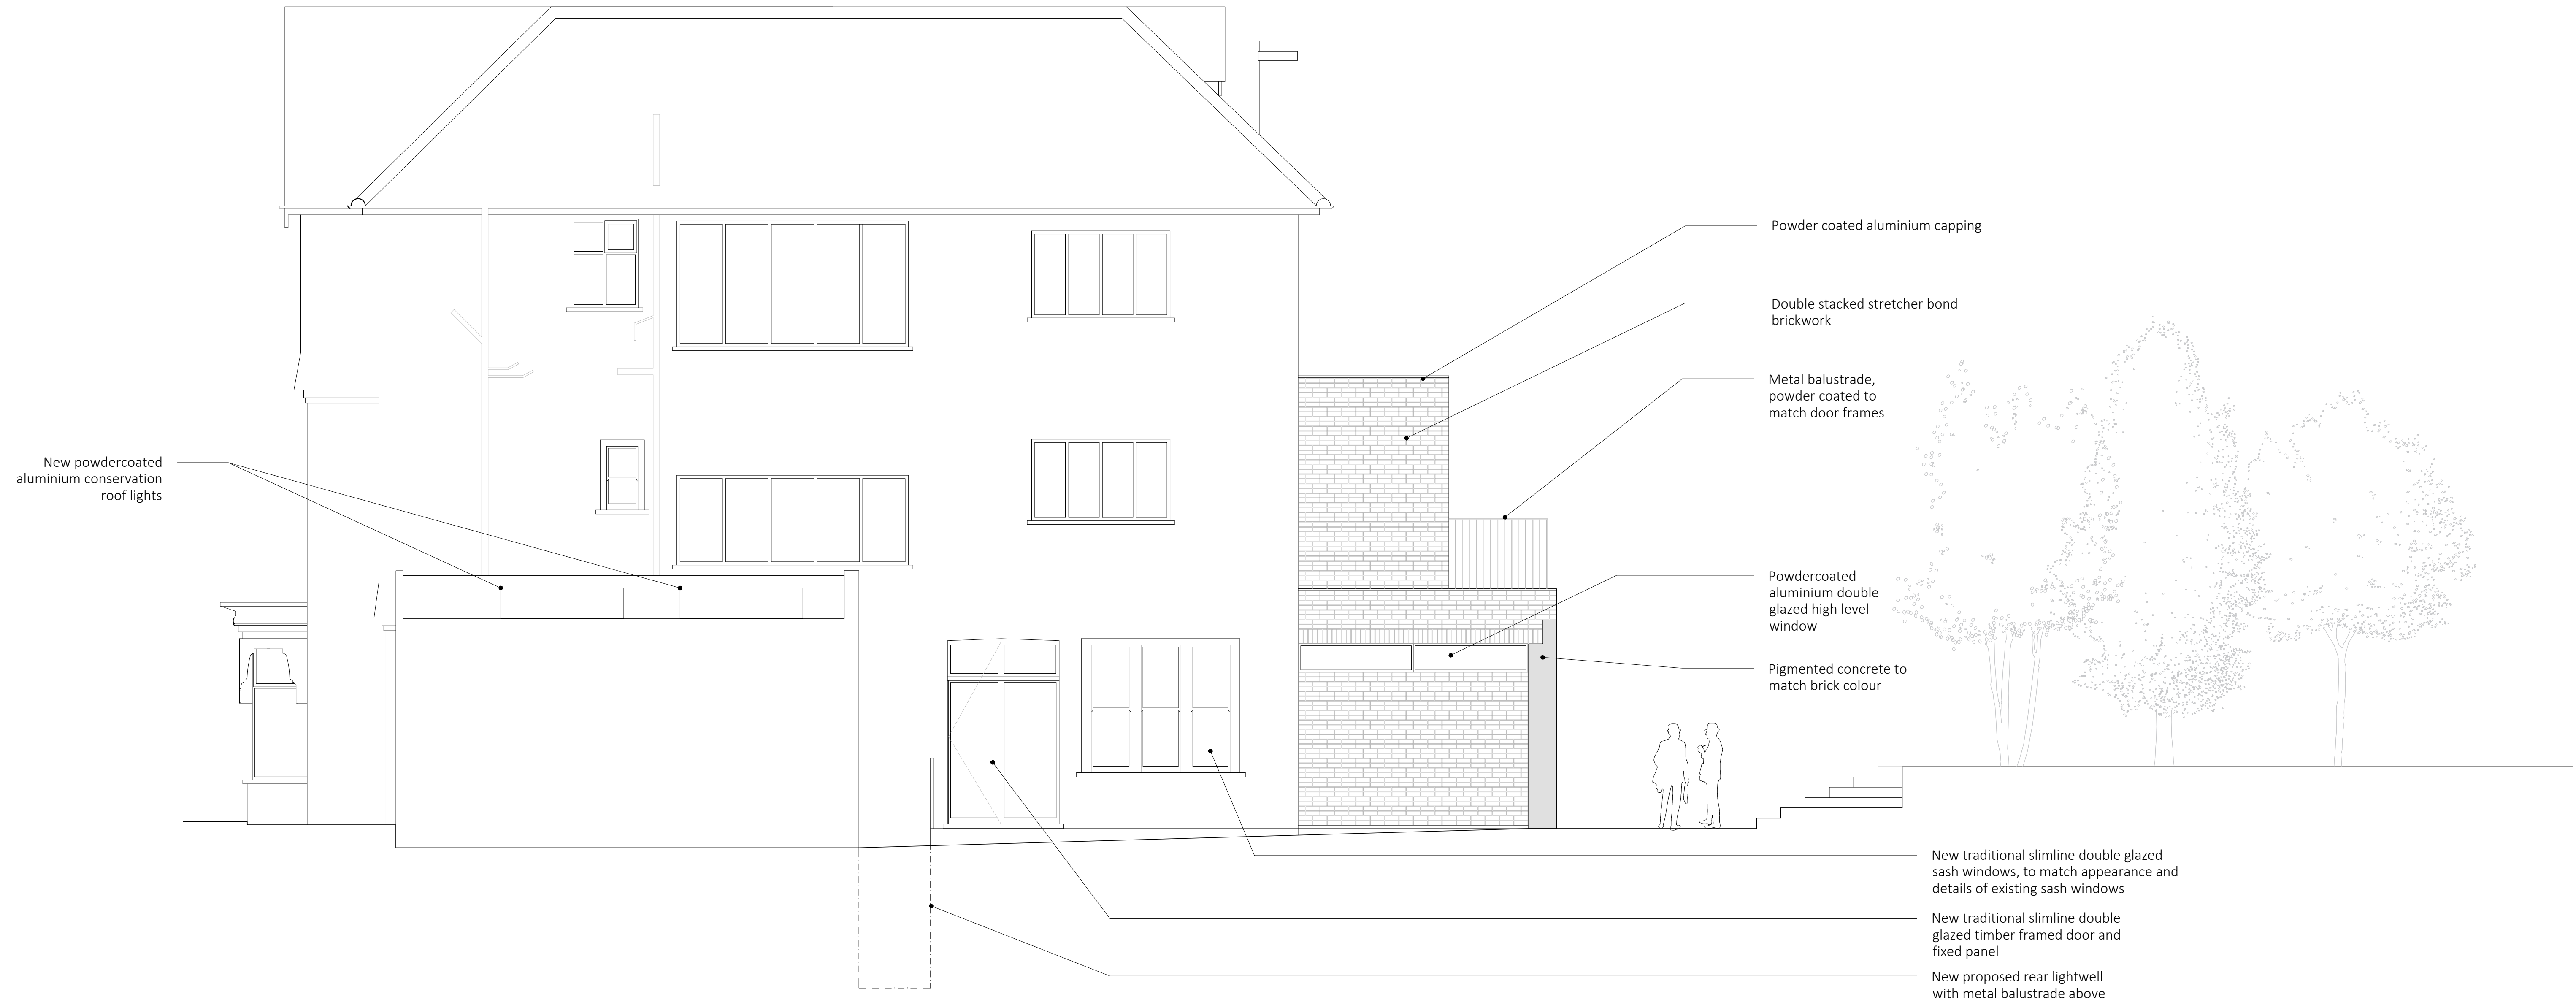 Powder coated aluminium capping
Double stacked stretcher bond
brickwork
Metal balustrade,
powder coated to
match door frames
New powdercoated
aluminium conservation
roof lights
Powdercoated
aluminium double
glazed high level
window
Pigmented concrete to
match brick colour
New traditional slimline double glazed
sash windows, to match appearance and
details of existing sash windows
New traditional slimline double
glazed timber framed door and
fixed panel
New proposed rear lightwell
with metal balustrade above